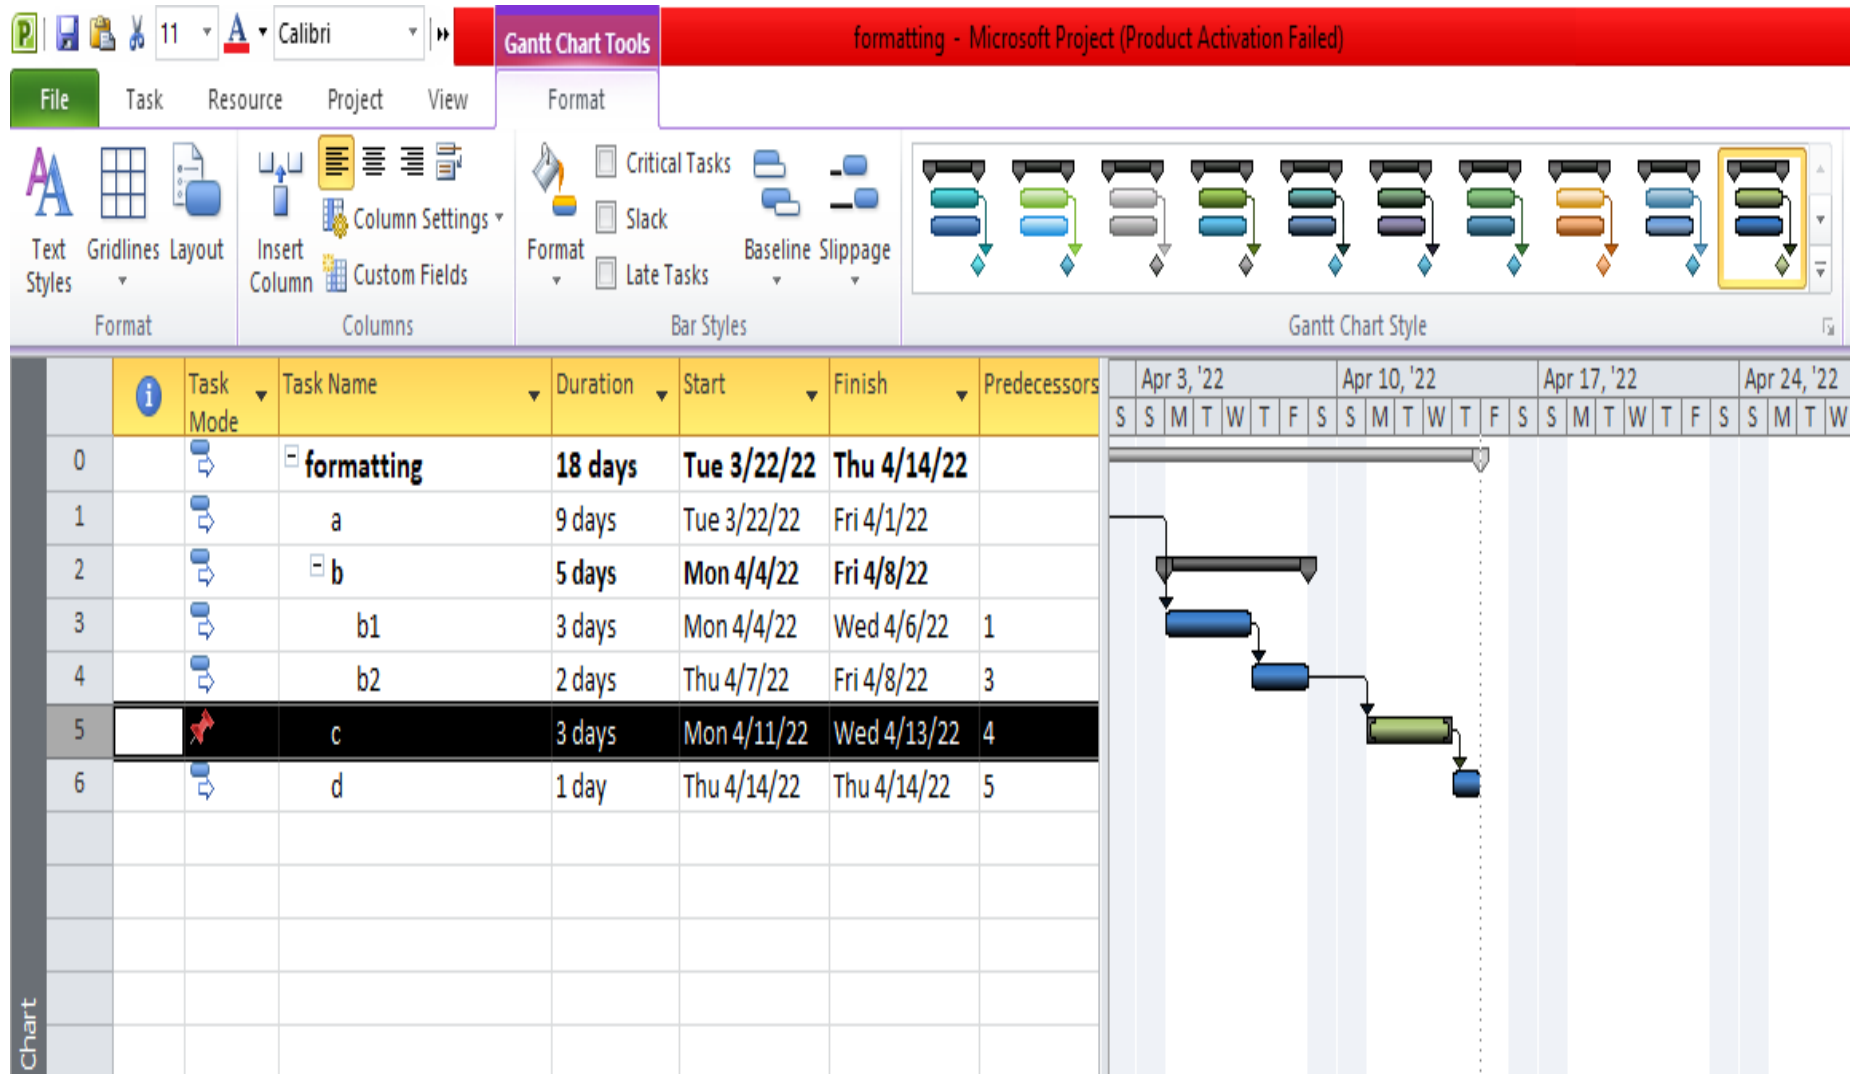 11 A Calibri
Gantt Chart Tools
formatting - Microsoft Project (Product Activation Failed)
File Task Resource Project View Format
Text Styles
Gridlines
Layout
Format
Insert Column
Column Settings
Custom Fields
Columns
Format
Critical Tasks
Slack
Late Tasks
Baseline
Slippage
Bar Styles
Gantt Chart Style
Task Mode Task Name Duration Start Finish Predecessors
Apr 3, '22 Apr 10, '22 Apr 17, '22 Apr 24, '22
S S M T W T F S S M T W T F S S M T W T F S S M T W
0 formatting 18 days Tue 3/22/22 Thu 4/14/22
1 a 9 days Tue 3/22/22 Fri 4/1/22
2 b 5 days Mon 4/4/22 Fri 4/8/22
3 b1 3 days Mon 4/4/22 Wed 4/6/22 1
4 b2 2 days Thu 4/7/22 Fri 4/8/22 3
5 c 3 days Mon 4/11/22 Wed 4/13/22 4
6 d 1 day Thu 4/14/22 Thu 4/14/22 5
Chart